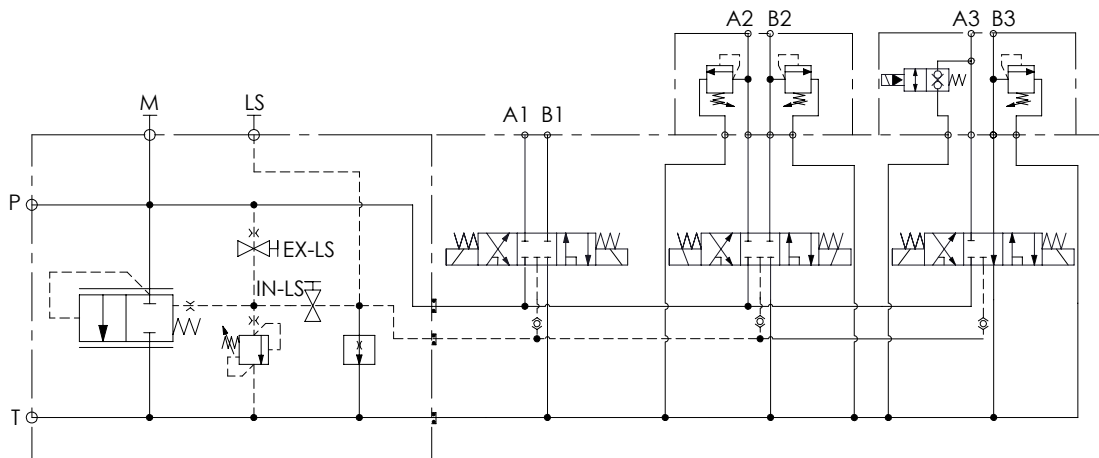 A2 B2
A3 B3
M
LS
A1 B1
P
EX-LS
IN-LS
T